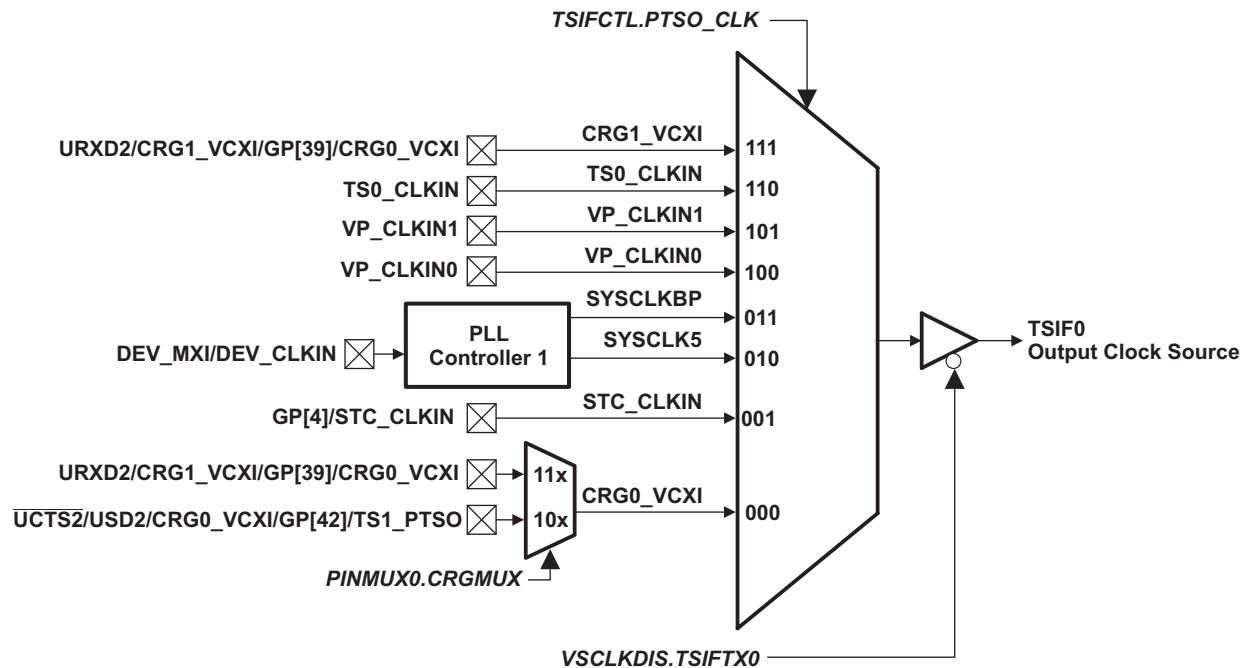 TSIFCTL.PTSO_CLK
URXD2/CRG1_VCXI/GP[39]/CRG0_VCXI
CRG1_VCXI
111
TS0_CLKIN
TS0_CLKIN
110
VP_CLKIN1
VP_CLKIN1
101
VP_CLKIN0
VP_CLKIN0
100
DEV_MXI/DEV_CLKIN
PLL
Controller 1
SYSCLKBP
011
SYSCLK5
010
TSIF0
Output Clock Source
GP[4]/STC_CLKIN
STC_CLKIN
001
URXD2/CRG1_VCXI/GP[39]/CRG0_VCXI
11x
UCTS2/USD2/CRG0_VCXI/GP[42]/TS1_PTSO
10x
CRG0_VCXI
000
PINMUX0.CRGMUX
VSCLKDIS.TSIFTX0